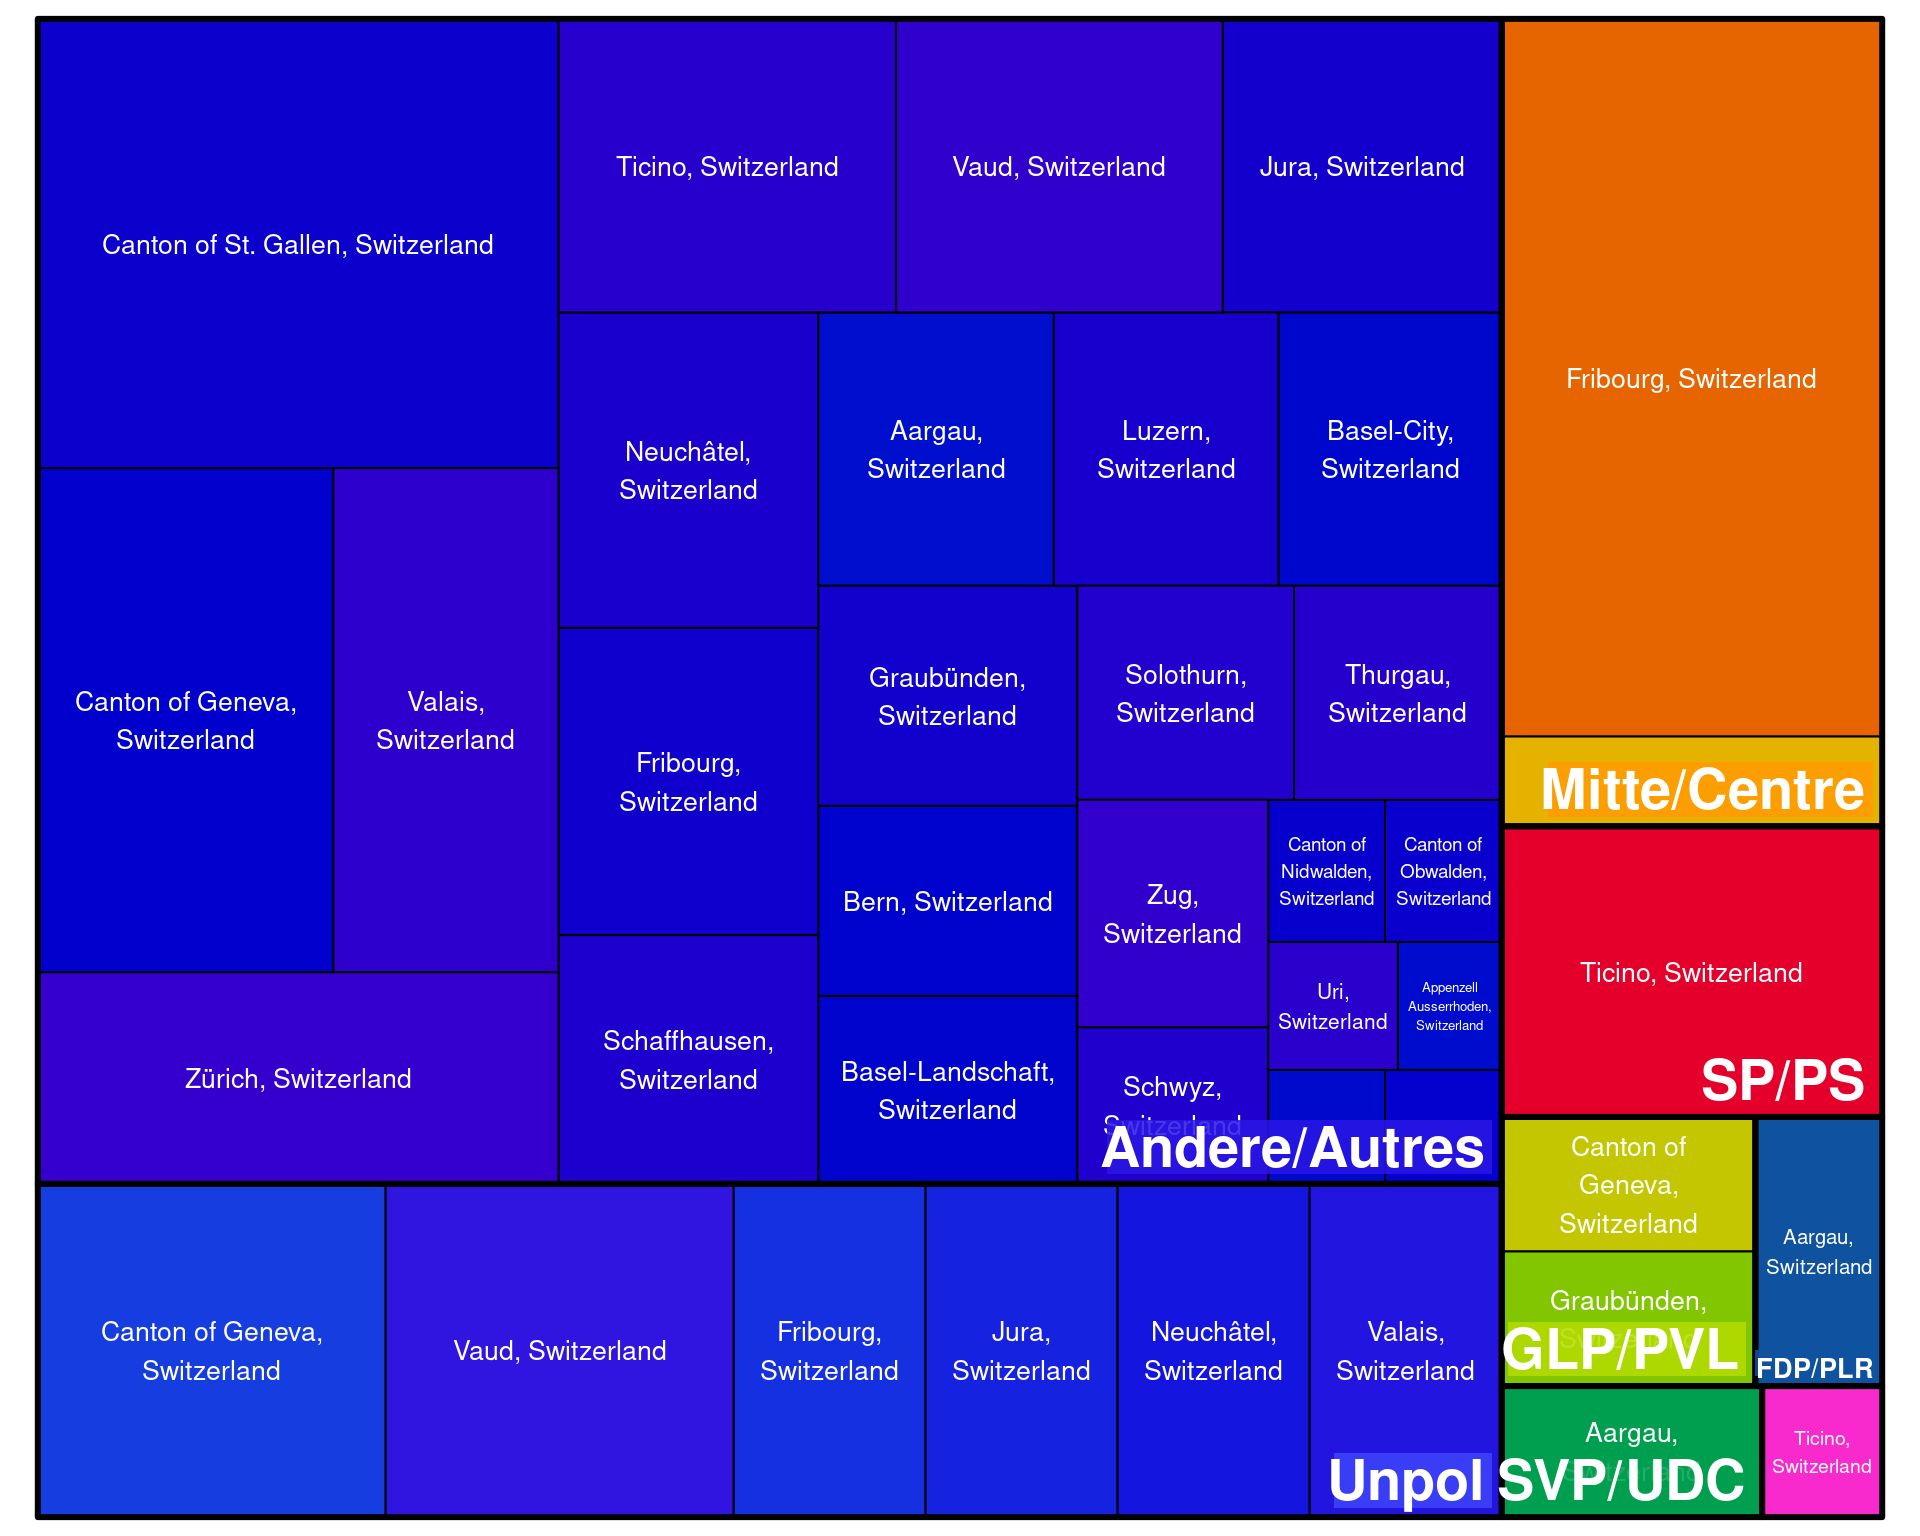 Canton of St. Gallen, Switzerland
Ticino, Switzerland
Vaud, Switzerland
Jura, Switzerland
Neuchâtel,
Switzerland
Aargau,
Switzerland
Luzern,
Switzerland
Basel-City,
Switzerland
Canton of Geneva,
Switzerland
Valais,
Switzerland
Fribourg,
Switzerland
Graubünden,
Switzerland
Solothurn,
Switzerland
Thurgau,
Switzerland
Bern, Switzerland
Zug,
Switzerland
Canton of
Nidwalden,
Switzerland
Canton of
Obwalden,
Switzerland
Uri,
Switzerland
Appenzell
Ausserrhoden,
Switzerland
Zürich, Switzerland
Schaffhausen,
Switzerland
Basel-Landschaft,
Switzerland
Schwyz,
Switzerland
Andere/Autres
Canton of Geneva,
Switzerland
Vaud, Switzerland
Fribourg,
Switzerland
Jura,
Switzerland
Neuchâtel,
Switzerland
Valais,
Switzerland
Unpol
Fribourg, Switzerland
Mitte/Centre
Ticino, Switzerland
SP/PS
Canton of
Geneva,
Switzerland
Graubünden,
GLP/PVL
Aargau,
Switzerland
FDP/PLR
Aargau,
SVP/UDC
Ticino,
Switzerland